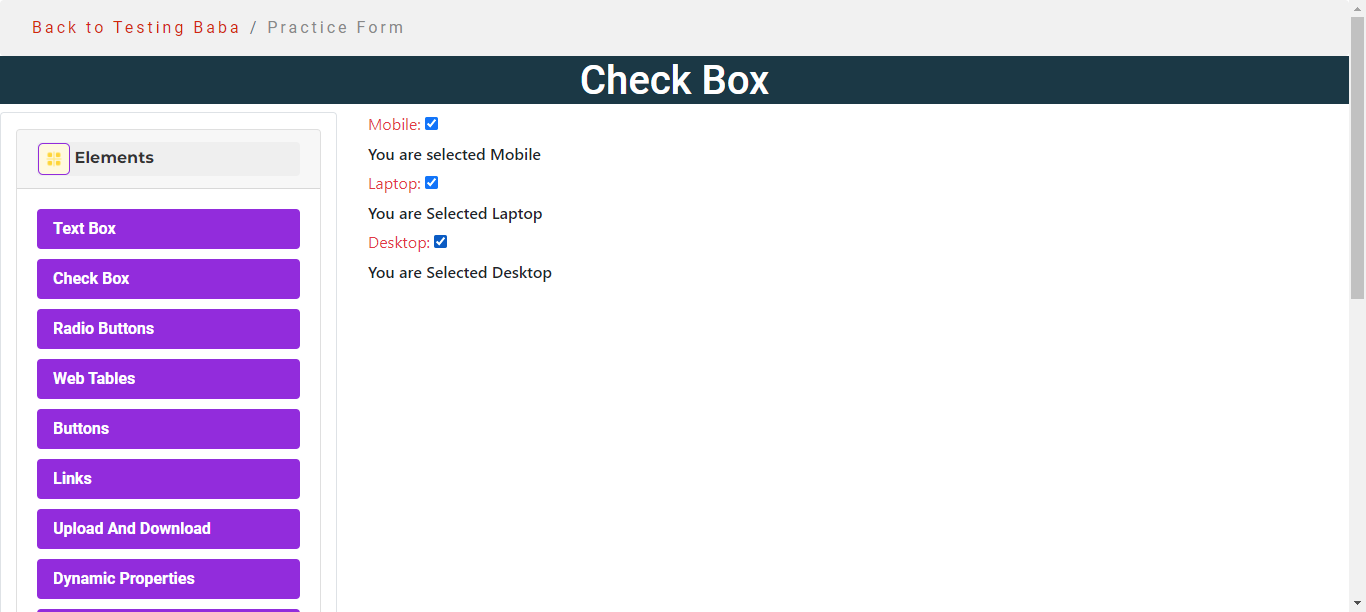 Back to Testing Baba / Practice Form
Check Box
Elements
Text Box
Check Box
Radio Buttons
Web Tables
Buttons
Links
Upload And Download
Dynamic Properties
Mobile:
You are selected Mobile
Laptop:
You are Selected Laptop
Desktop:
You are Selected Desktop